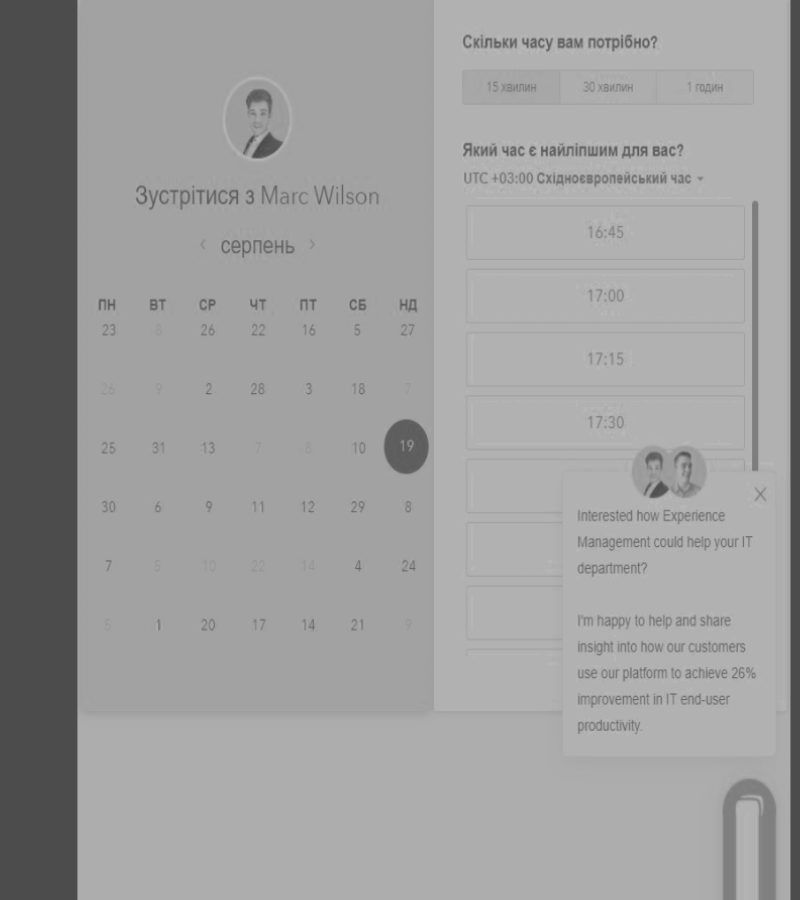 Зустрітися з Marc Wilson
‹ серпень ›
ПН ВТ СР ЧТ ПТ СБ НД
23 8 26 22 16 5 27
26 9 2 28 3 18 7
25 31 13 7 8 10 19
30 6 9 11 12 29 8
7 5 10 22 14 4 24
5 1 20 17 14 21 9
Скільки часу вам потрібно?
15 хвилин 30 хвилин 1 годин
Який час є найліпшим для вас?
UTC +03:00 Східноєвропейський час
16:45
17:00
17:15
17:30
X
Interested how Experience
Management could help your IT
department?
I'm happy to help and share
insight into how our customers
use our platform to achieve 26%
improvement in IT end-user
productivity.